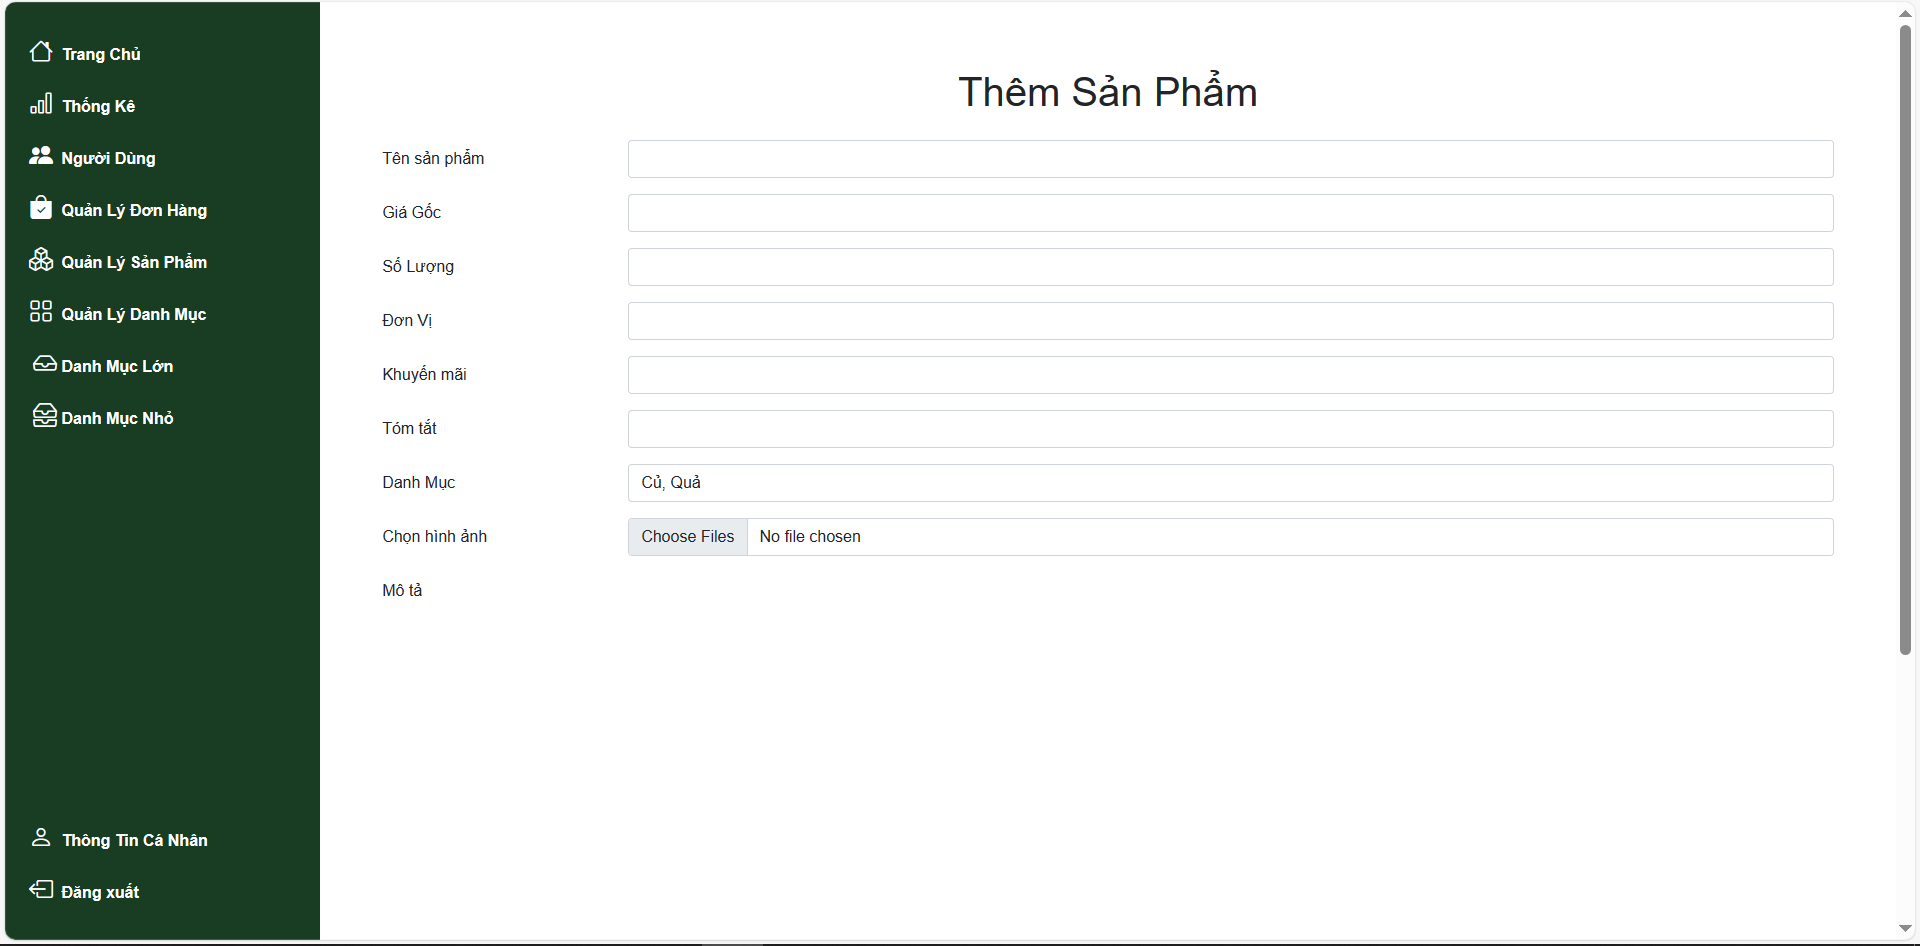 Trang Chủ
Thống Kê
Người Dùng
Quản Lý Đơn Hàng
Quản Lý Sản Phẩm
Quản Lý Danh Mục
Danh Mục Lớn
Danh Mục Nhỏ
Thông Tin Cá Nhân
Đăng xuất
Thêm Sản Phẩm
Tên sản phẩm
Giá Gốc
Số Lượng
Đơn Vị
Khuyến mãi
Tóm tắt
Danh Mục Củ, Quả
Chọn hình ảnh Choose Files No file chosen
Mô tả